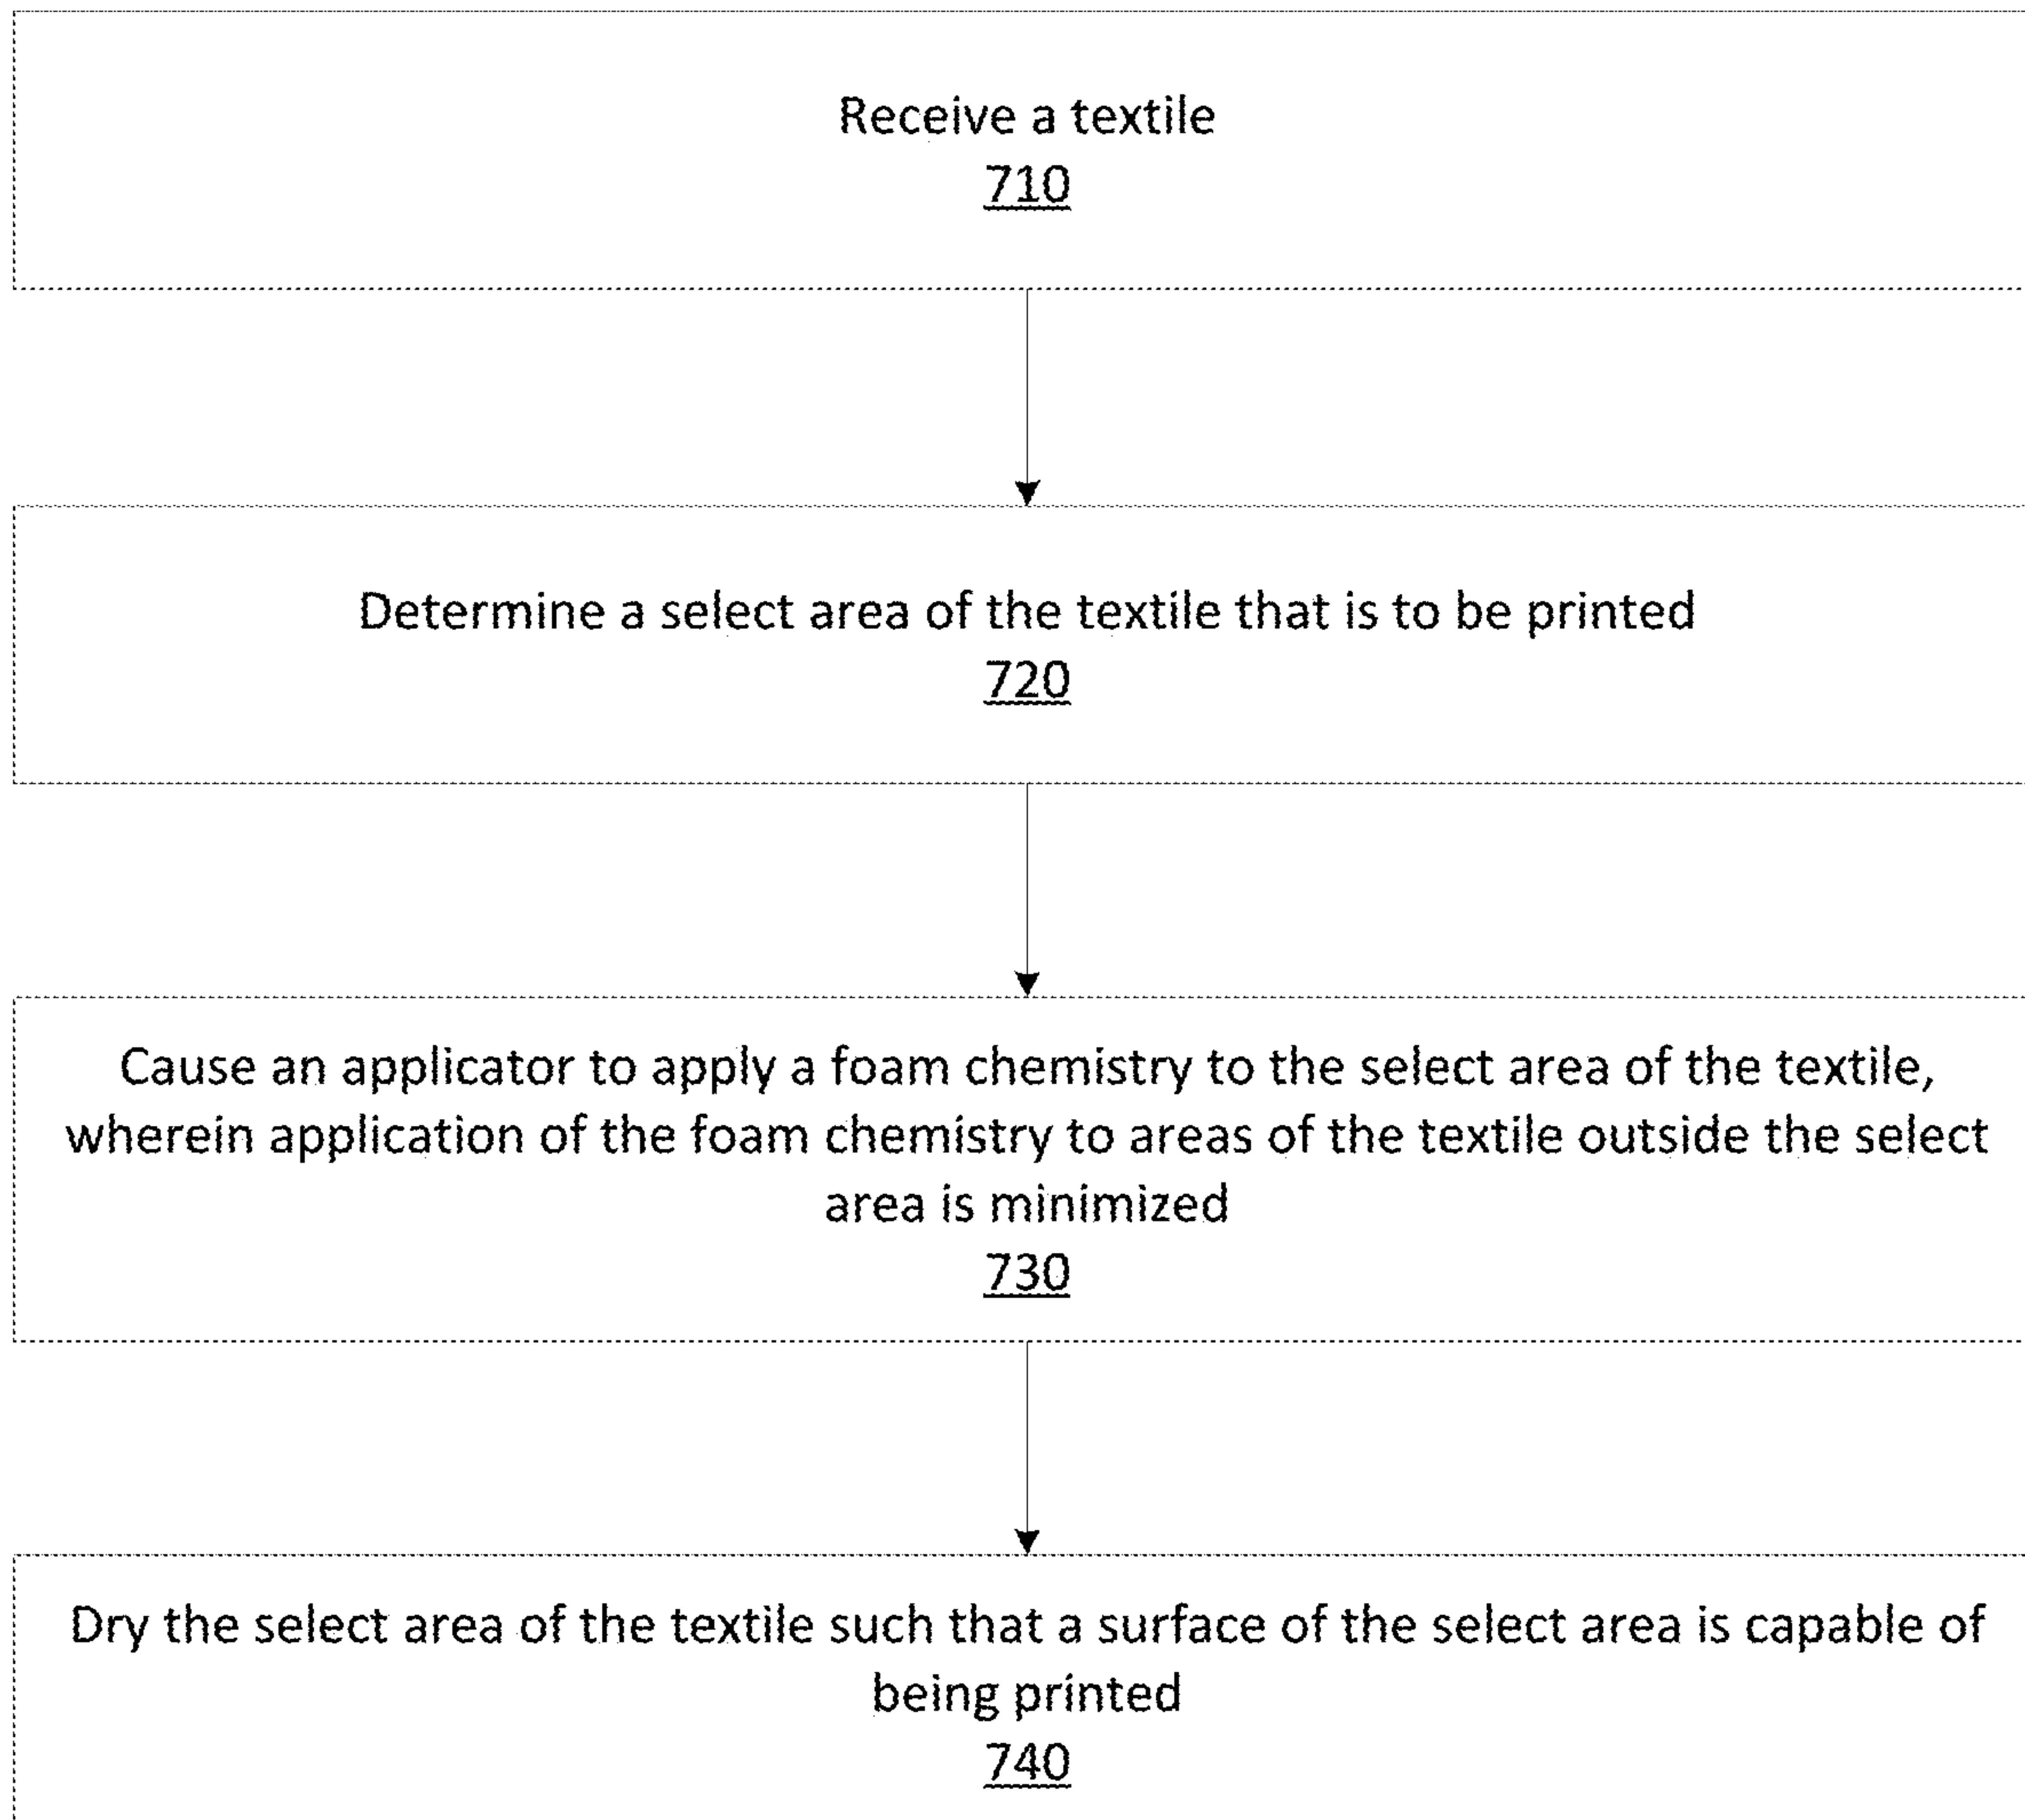 Receive a textile
710
Determine a select area of the textile that is to be printed
720
Cause an applicator to apply a foam chemistry to the select area of the textile,
wherein application of the foam chemistry to areas of the textile outside the select
area is minimized
730
Dry the select area of the textile such that a surface of the select area is capable of
being printed
740